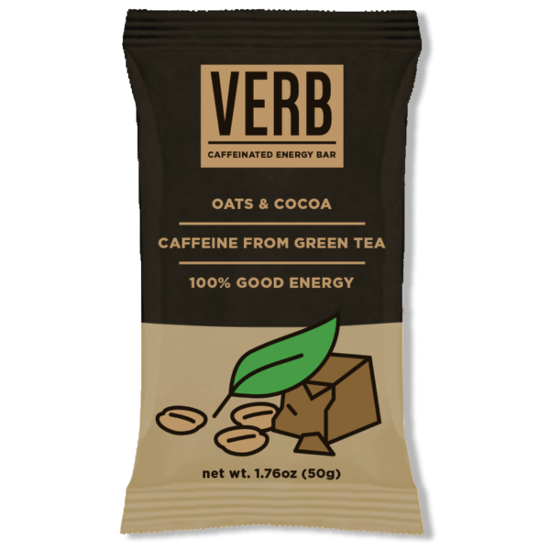 VERB
CAFFEINATED ENERGY BAR
OATS & COCOA
CAFFEINE FROM GREEN TEA
100% GOOD ENERGY
net wt. 1.76oz (50g)